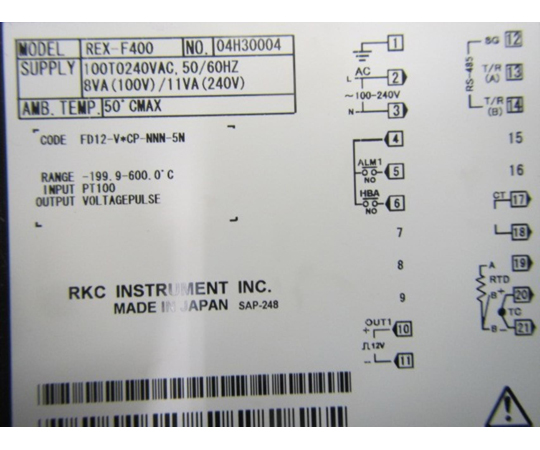 MODEL REX-F400 NO. 04H30004
SUPPLY 100TO240VAC, 50/60HZ
8VA(100V)/11VA(240V)
AMB. TEMP. 50°CMAX
CODE FD12-V*CP-NNN-5N
RANGE -199.9-600.0°C
INPUT PT100
OUTPUT VOLTAGEPULSE
RKC INSTRUMENT INC.
MADE IN JAPAN SAP-248
1
AC
L 2
~100-240V
N 3
4
ALM1
5
NO
HBA
6
NO
7
8
9
OUT1
+ 10
12V
- 11
SG 12
RS-485
T/R
(A) 13
T/R
(B) 14
15
16
CT 17
18
A 19
RTD
B + 20
TC
B - 21